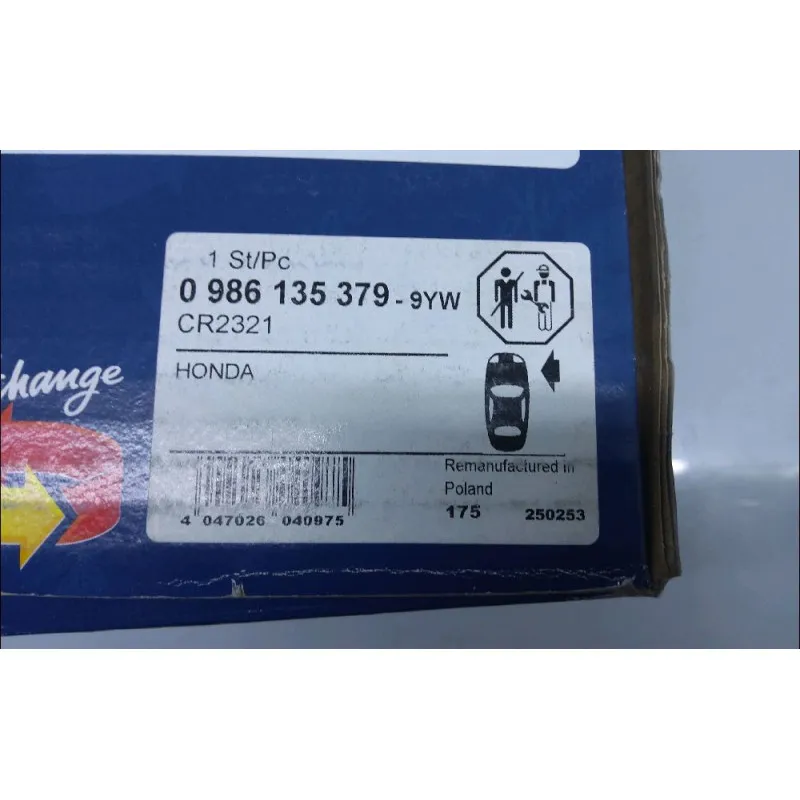 1 St/Pc
0 986 135 379 - 9YW
CR2321
HONDA
change
Remanufactured in
Poland
175 250253
4 047026 040975